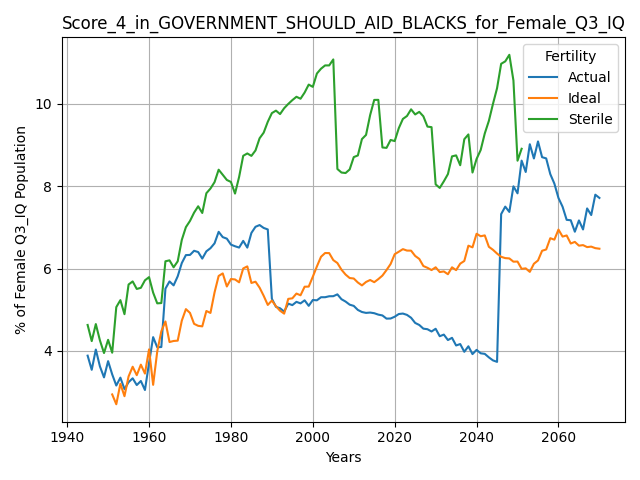 Score_4_in_GOVERNMENT_SHOULD_AID_BLACKS_for_Female_Q3_IQ
Fertility
Actual
Ideal
Sterile
% of Female Q3_IQ Population
10
8
6
4
1940 1960 1980 2000 2020 2040 2060
Years